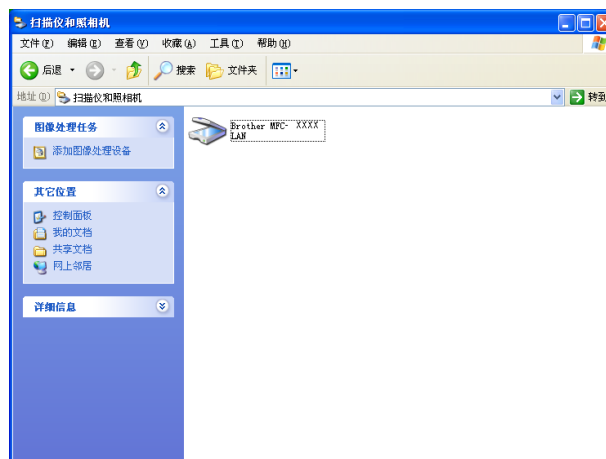 扫描仪和照相机
文件(F) 编辑(E) 查看(V) 收藏(A) 工具(T) 帮助(H)
后退 搜索 文件夹
地址(D) 扫描仪和照相机 转到
图像处理任务
添加图像处理设备
Brother MFC- XXXX
LAN
其它位置
控制面板
我的文档
共享文档
网上邻居
详细信息